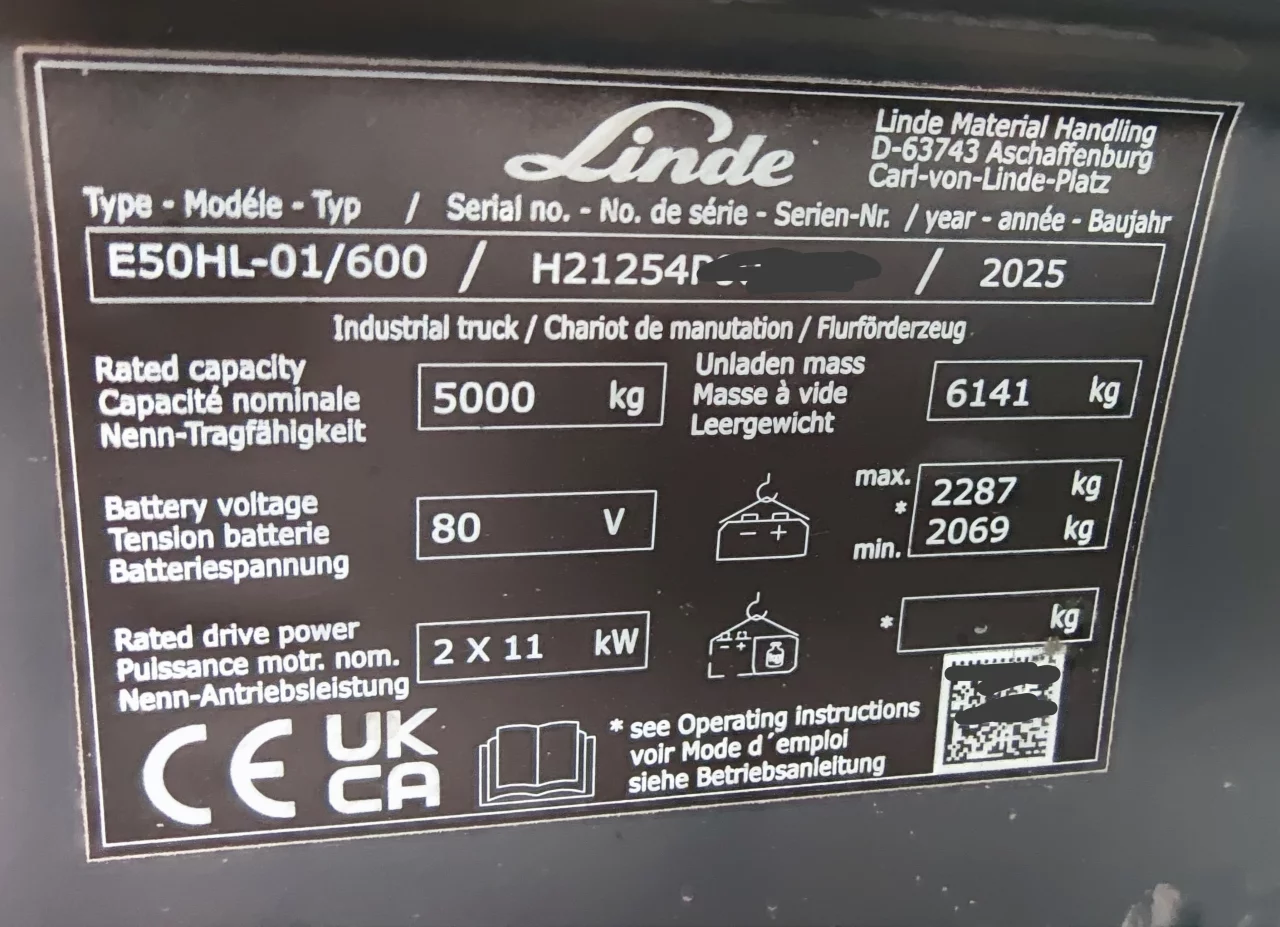 Linde
Linde Material Handling
D-63743 Aschaffenburg
Carl-von-Linde-Platz
Type - Modéle - Typ / Serial no. - No. de série - Serien-Nr. / year - année - Baujahr
E50HL-01/600 / H21254 / 2025
Industrial truck / Chariot de manutation / Flurförderzeug
Rated capacity
Capacité nominale
Nenn-Tragfähigkeit
5000 kg
Unladen mass
Masse à vide
Leergewicht
6141 kg
Battery voltage
Tension batterie
Batteriespannung
80 V
- +
max. 2287 kg
*
min. 2069 kg
Rated drive power
Puissance motr. nom.
Nenn-Antriebsleistung
2 X 11 kW
- +
* kg
CE
UK
CA
* see Operating instructions
voir Mode d´emploi
siehe Betriebsanleitung